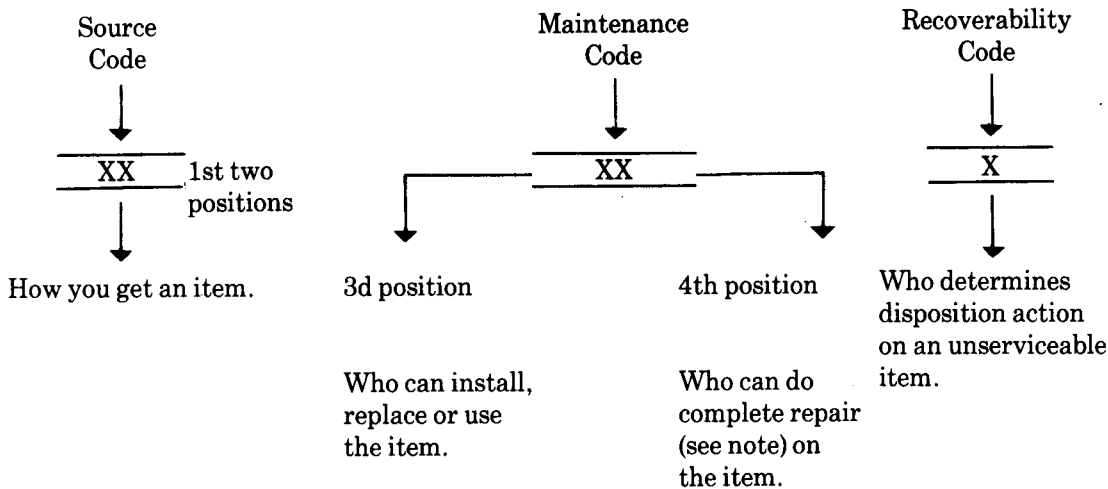 Source
Code
XX
1st two
positions
How you get an item.
Maintenance
Code
XX
3d position
Who can install,
replace or use
the item.
4th position
Who can do
complete repair
(see note) on
the item.
Recoverability
Code
X
Who determines
disposition action
on an unserviceable
item.